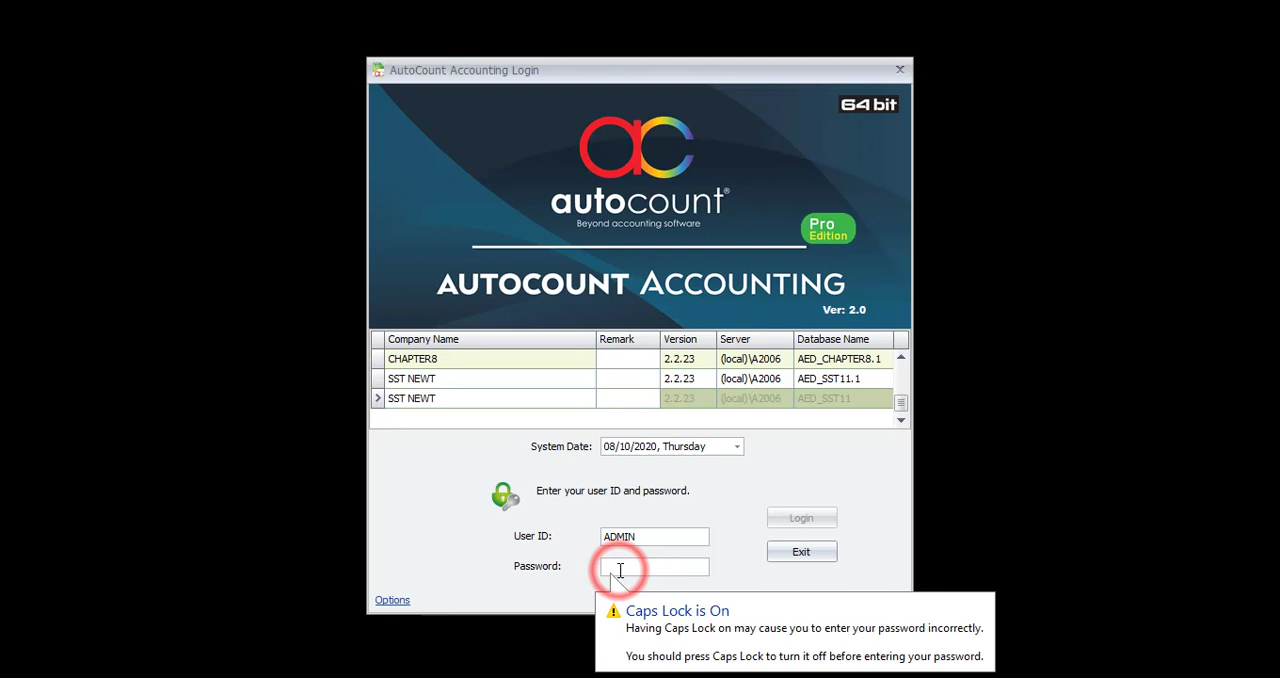 AutoCount Accounting Login
64 bit
ac
autocount®
Beyond accounting software
Pro
Edition
AUTOCOUNT ACCOUNTING
Ver: 2.0
Company Name Remark Version Server Database Name
CHAPTER8 2.2.23 (local)\A2006 AED_CHAPTER8.1
SST NEWT 2.2.23 (local)\A2006 AED_SST11.1
SST NEWT 2.2.23 (local)\A2006 AED_SST11
System Date: 08/10/2020, Thursday
Enter your user ID and password.
Login
User ID: ADMIN
Exit
Password:
Options
Caps Lock is On
Having Caps Lock on may cause you to enter your password incorrectly.
You should press Caps Lock to turn it off before entering your password.